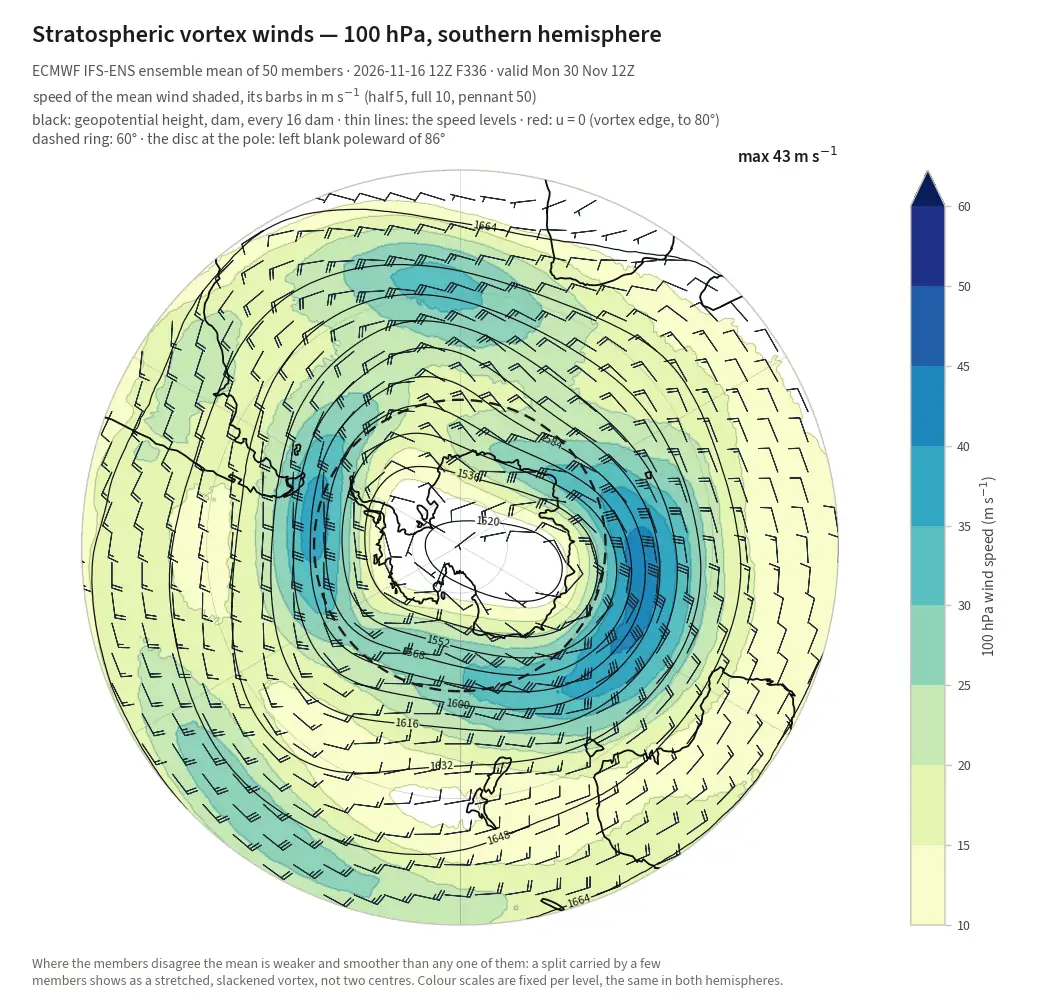 Stratospheric vortex winds — 100 hPa, southern hemisphere
ECMWF IFS-ENS ensemble mean of 50 members · 2026-11-16 12Z F336 · valid Mon 30 Nov 12Z
speed of the mean wind shaded, its barbs in m s⁻¹ (half 5, full 10, pennant 50)
black: geopotential height, dam, every 16 dam · thin lines: the speed levels · red: u = 0 (vortex edge, to 80°)
dashed ring: 60° · the disc at the pole: left blank poleward of 86°
max 43 m s⁻¹
1664
1584
1536
1520
1552
1568
1600
1616
1632
1648
1664
60
50
45
40
35
30
25
20
15
10
100 hPa wind speed (m s⁻¹)
Where the members disagree the mean is weaker and smoother than any one of them: a split carried by a few
members shows as a stretched, slackened vortex, not two centres. Colour scales are fixed per level, the same in both hemispheres.